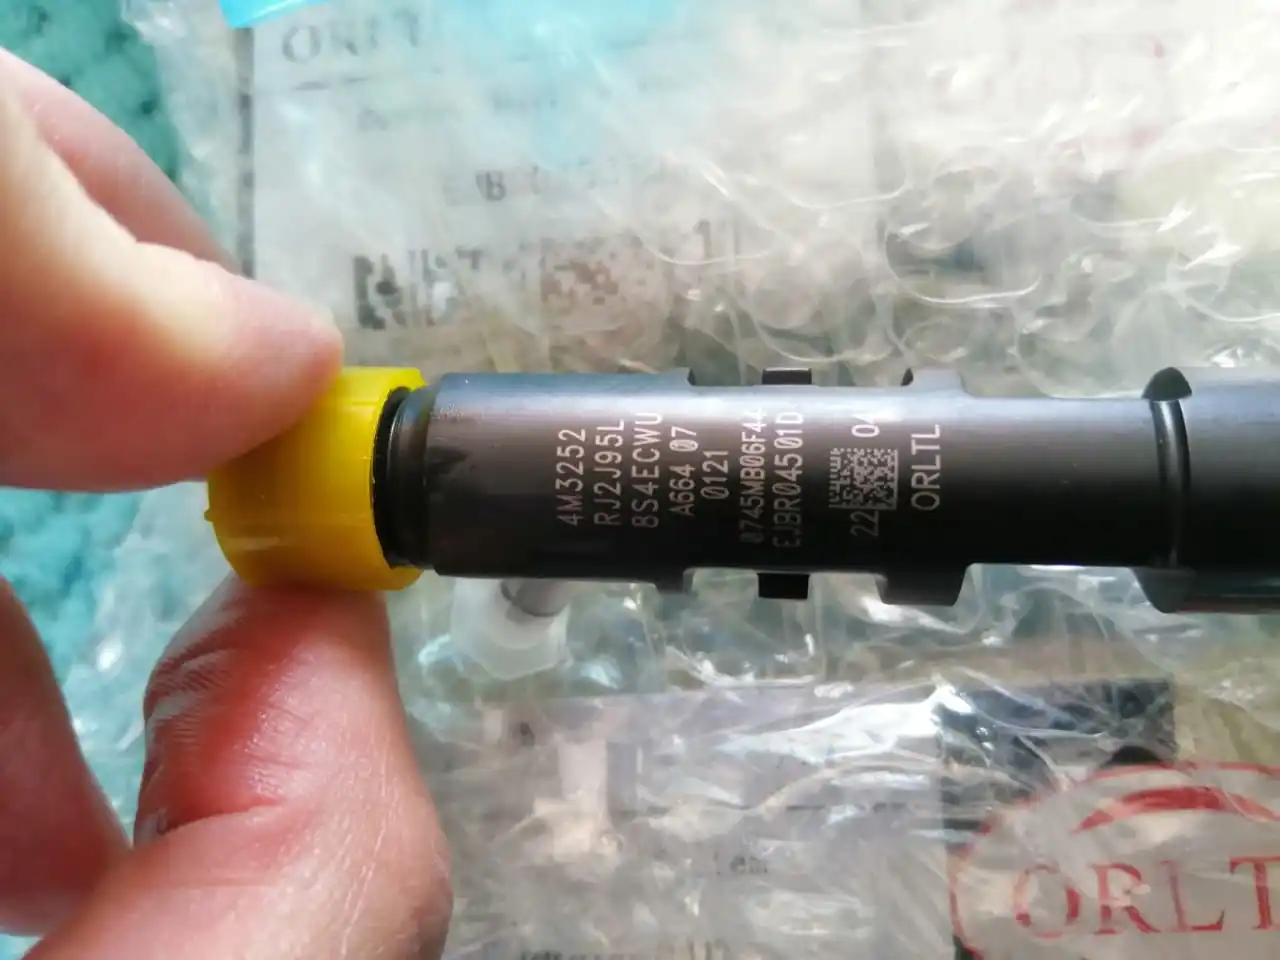 4M3252
RJ2J95L
8S4ECWU
A664 07
0121
0745MB06F44
EJBR04501D
22
04
ORLTL
ORLT
ORLT